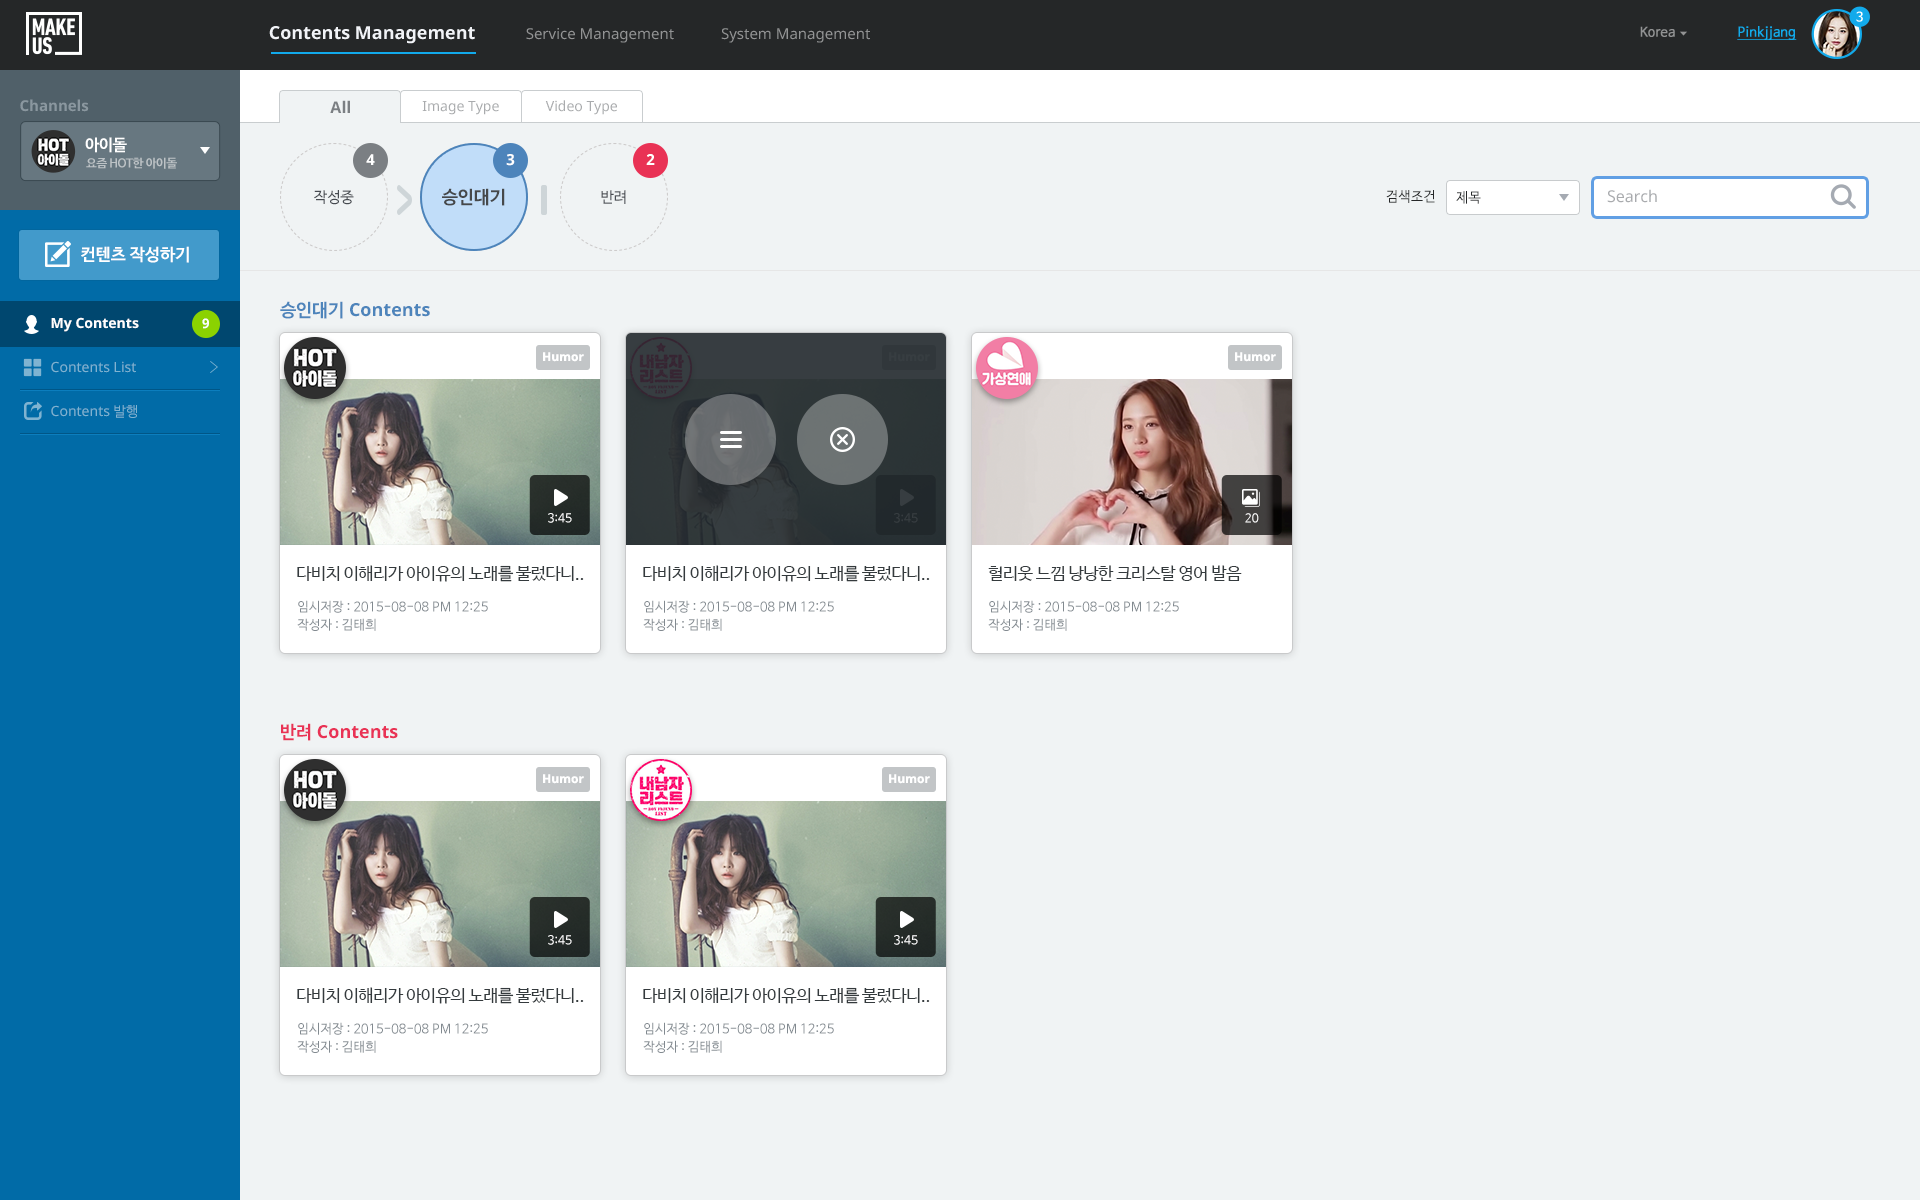 MAKE
US
Contents Management
Service Management
System Management
Korea
Pinkjjang
3
Channels
HOT
아이돌
아이돌
요즘 HOT한 아이돌
컨텐츠 작성하기
My Contents
9
Contents List
Contents 발행
All
Image Type
Video Type
작성중
4
승인대기
3
반려
2
검색조건
제목
Search
승인대기 Contents
HOT
아이돌
Humor
3:45
다비치 이해리가 아이유의 노래를 불렀다니..
임시저장 : 2015-08-08 PM 12:25
작성자 : 김태희
내남자
리스트
Humor
3:45
다비치 이해리가 아이유의 노래를 불렀다니..
임시저장 : 2015-08-08 PM 12:25
작성자 : 김태희
가상연애
Humor
20
헐리웃 느낌 낭낭한 크리스탈 영어 발음
임시저장 : 2015-08-08 PM 12:25
작성자 : 김태희
반려 Contents
HOT
아이돌
Humor
3:45
다비치 이해리가 아이유의 노래를 불렀다니..
임시저장 : 2015-08-08 PM 12:25
작성자 : 김태희
내남자
리스트
BOY FRIEND
LIST
Humor
3:45
다비치 이해리가 아이유의 노래를 불렀다니..
임시저장 : 2015-08-08 PM 12:25
작성자 : 김태희